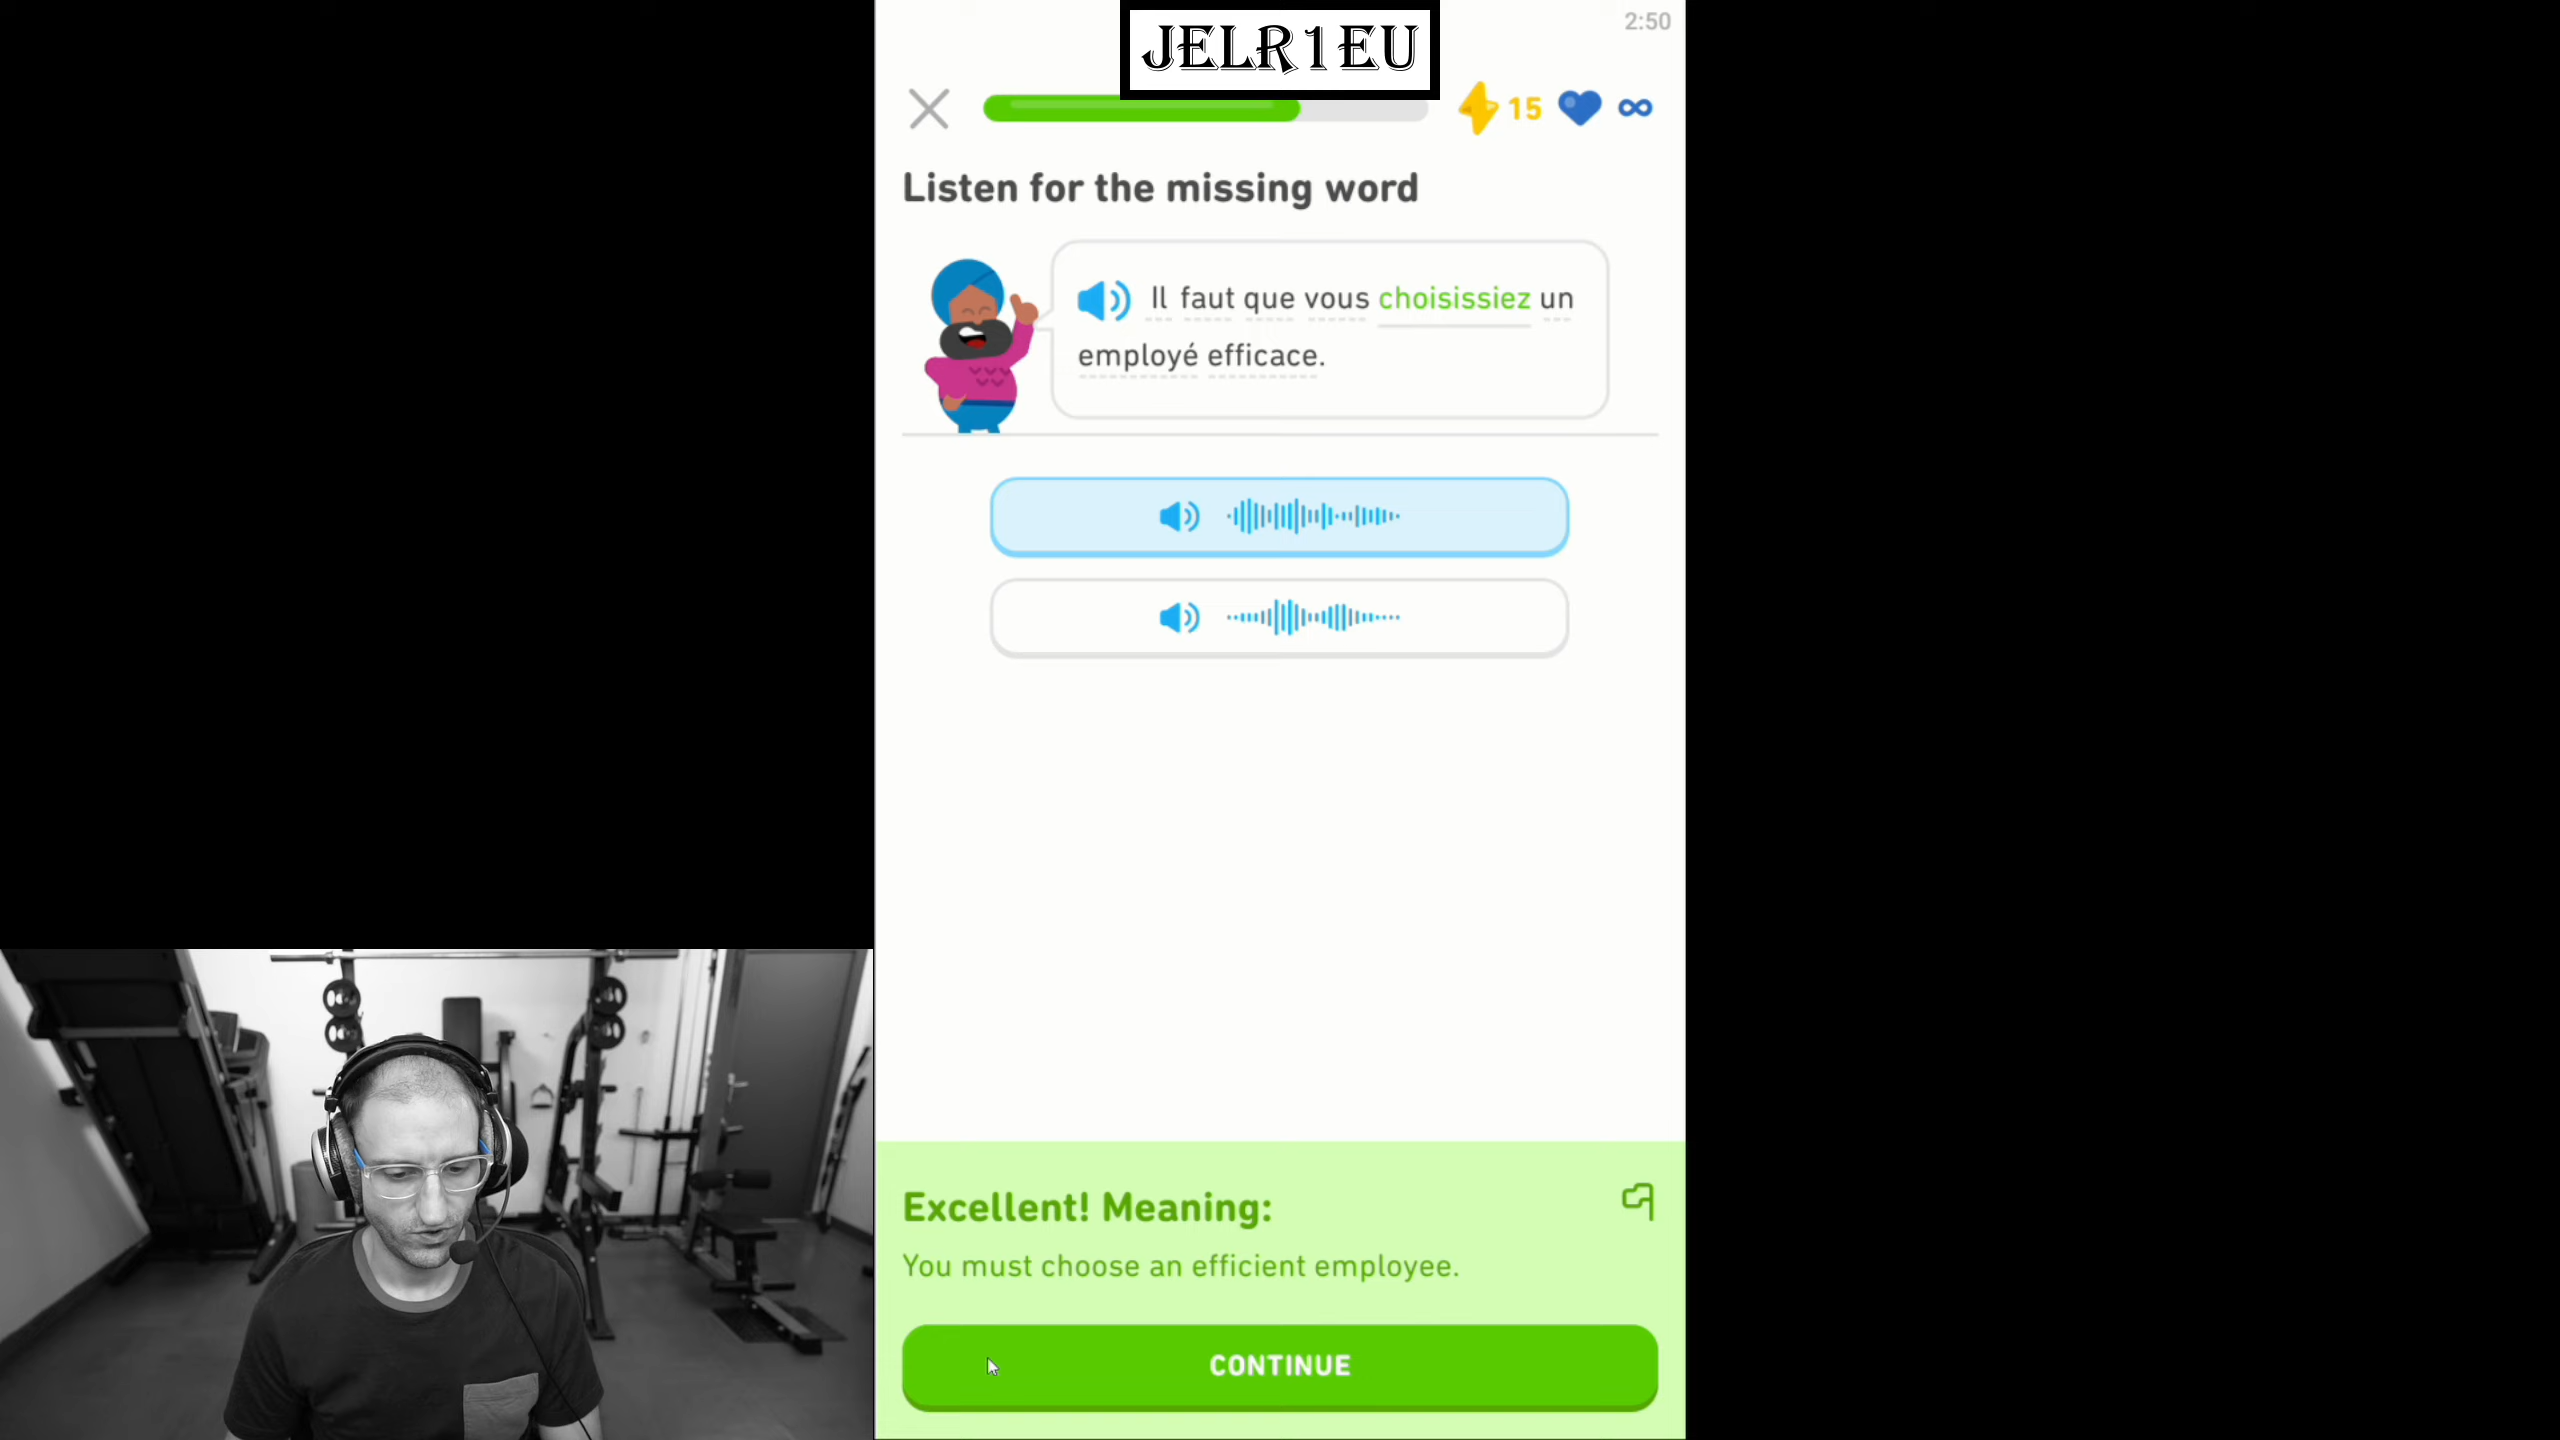 JELR1EU
2:50
15
Listen for the missing word
Il faut que vous choisissiez un
employé efficace.
Excellent! Meaning:
You must choose an efficient employee.
CONTINUE